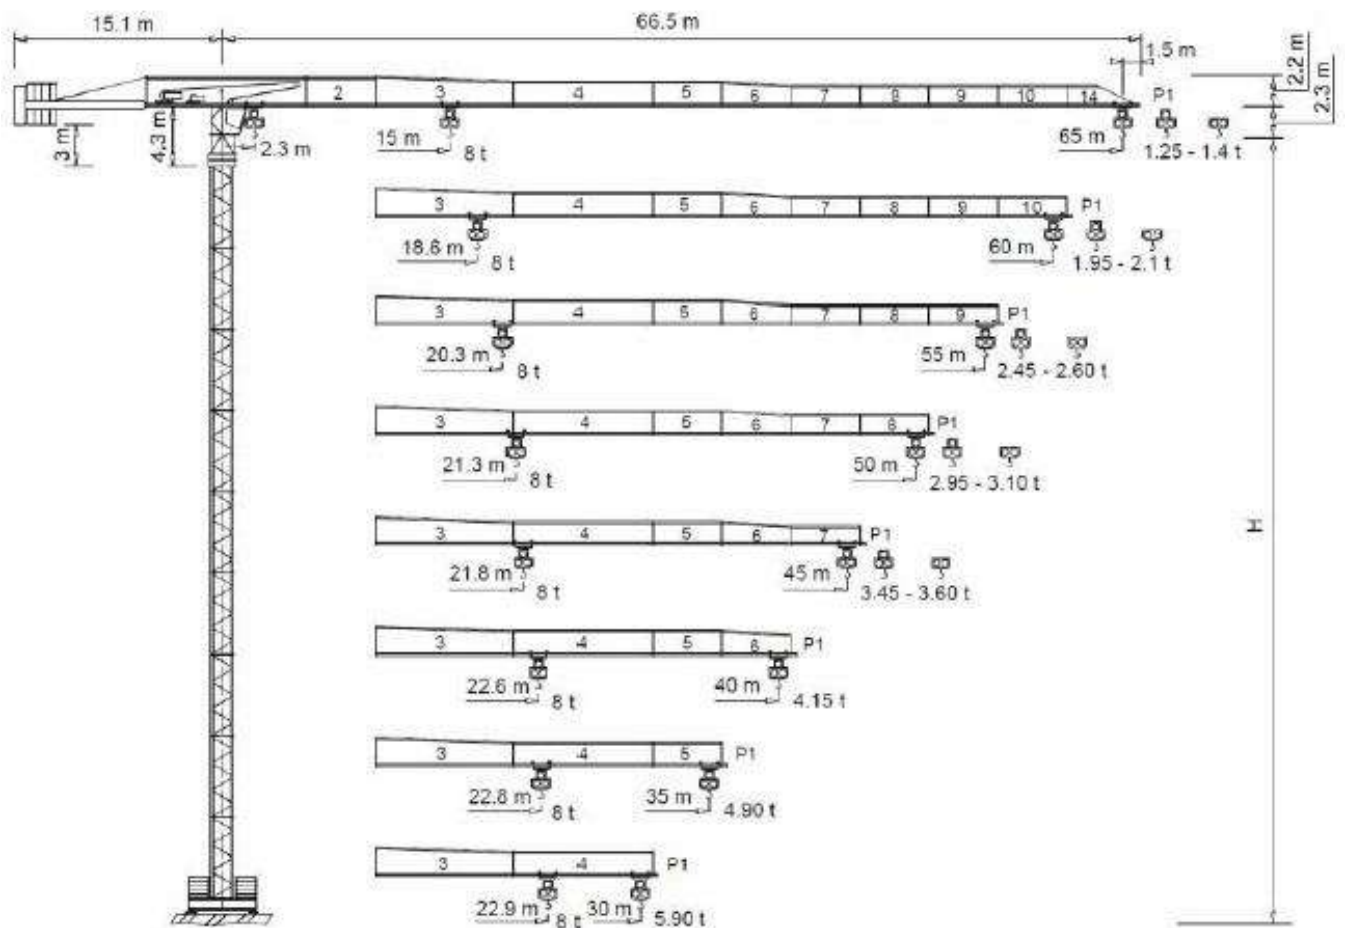 15.1 m 66.5 m
1.5 m
2.2 m
2.3 m
2 3 4 5 6 7 8 9 10 14 P1
3 m 4.3 m 2.3 m 15 m 8 t 65 m 1.25 - 1.4 t
3 4 5 6 7 8 9 10 P1
18.6 m 8 t 60 m 1.95 - 2.1 t
3 4 5 6 7 8 9 P1
20.3 m 8 t 55 m 2.45 - 2.60 t
3 4 5 6 7 8 P1
21.3 m 8 t 50 m 2.95 - 3.10 t
H
3 4 5 6 7 P1
21.8 m 8 t 45 m 3.45 - 3.60 t
3 4 5 6 P1
22.6 m 8 t 40 m 4.15 t
3 4 5 P1
22.8 m 8 t 35 m 4.90 t
3 4 P1
22.9 m 8 t 30 m 5.90 t